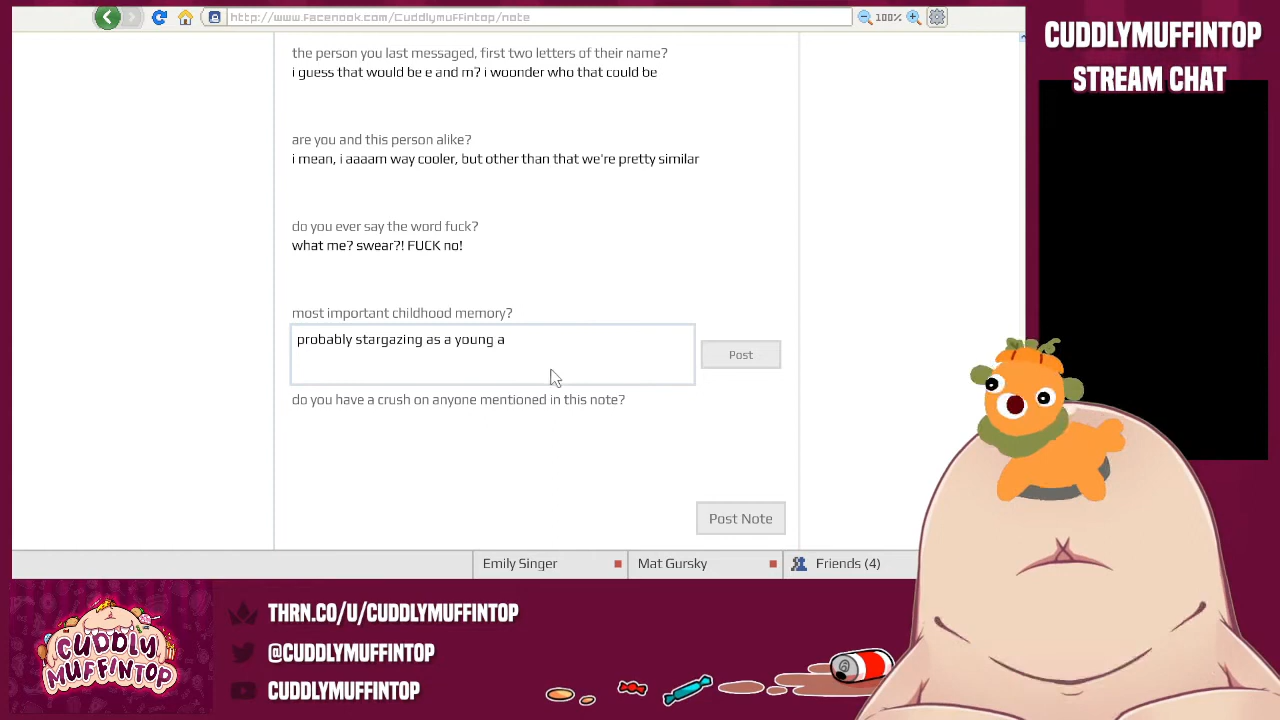 http://www.Facenook.com/Cuddlymuffintop/note
100%
CUDDLYMUFFINTOP
STREAM CHAT
the person you last messaged, first two letters of their name?
i guess that would be e and m? i woonder who that could be
are you and this person alike?
i mean, i aaaam way cooler, but other than that we're pretty similar
do you ever say the word fuck?
what me? swear?! FUCK no!
most important childhood memory?
probably stargazing as a young a
Post
do you have a crush on anyone mentioned in this note?
Post Note
Emily Singer
Mat Gursky
Friends (4)
CUDDLY
MUFFINTOP
THRN.CO/U/CUDDLYMUFFINTOP
@CUDDLYMUFFINTOP
CUDDLYMUFFINTOP